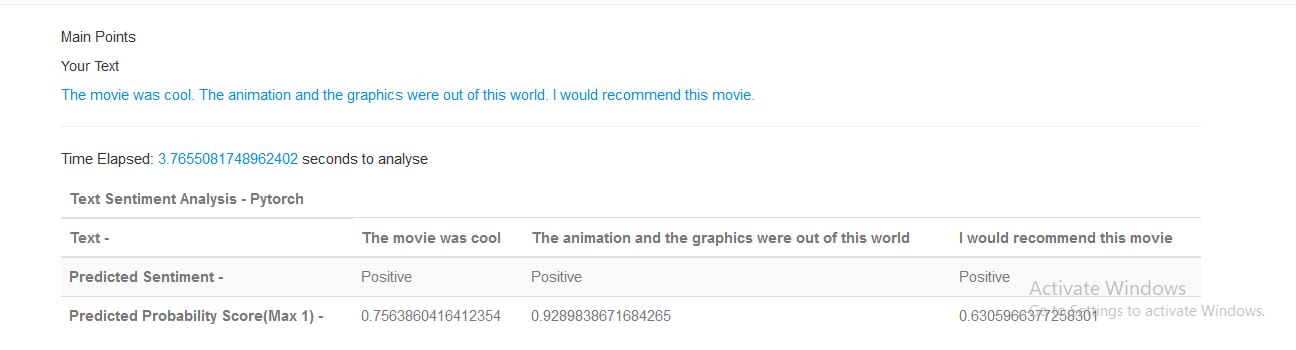 Main Points
Your Text
The movie was cool. The animation and the graphics were out of this world. I would recommend this movie.
Time Elapsed: 3.7655081748962402 seconds to analyse
Text Sentiment Analysis - Pytorch
Text - The movie was cool The animation and the graphics were out of this world I would recommend this movie
Predicted Sentiment - Positive Positive Positive
Activate Windows
Predicted Probability Score(Max 1) - 0.7563860416412354 0.9289838671684265 0.6305966377258301
Go to Settings to activate Windows.